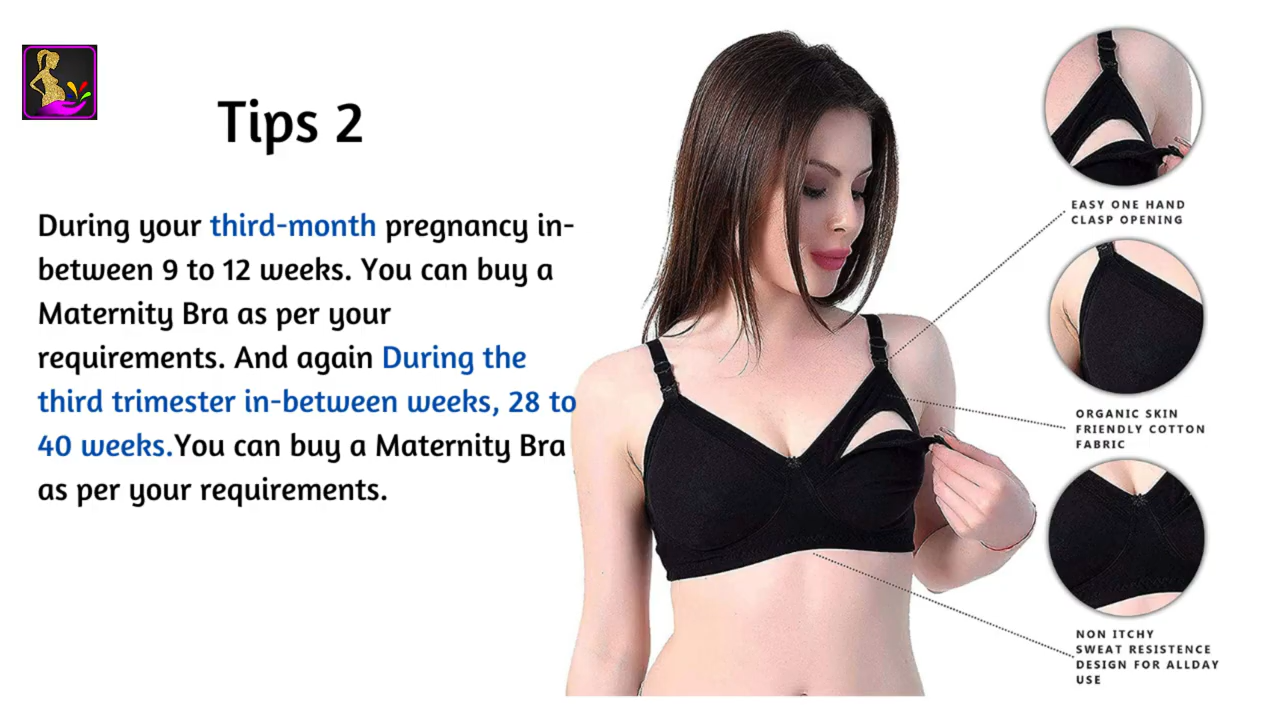 Tips 2
During your third-month pregnancy in-
between 9 to 12 weeks. You can buy a
Maternity Bra as per your
requirements. And again During the
third trimester in-between weeks, 28 to
40 weeks.You can buy a Maternity Bra
as per your requirements.
EASY ONE HAND
CLASP OPENING
ORGANIC SKIN
FRIENDLY COTTON
FABRIC
NON ITCHY
SWEAT RESISTENCE
DESIGN FOR ALLDAY
USE